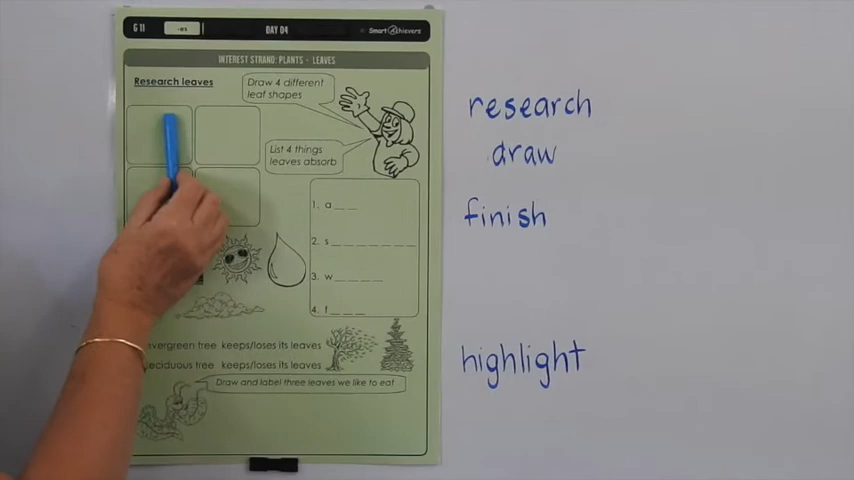 G 11
DAY 04
Smart Achievers
INTEREST STRAND: PLANTS - LEAVES
Research leaves
Draw 4 different
leaf shapes
List 4 things
leaves absorb
1. a _ _
2. s _ _ _ _ _ _ _
3. w _ _ _ _
4. f _ _ _
vergreen tree keeps/loses its leaves
eciduous tree keeps/loses its leaves
Draw and label three leaves we like to eat
research
draw
finish
highlight